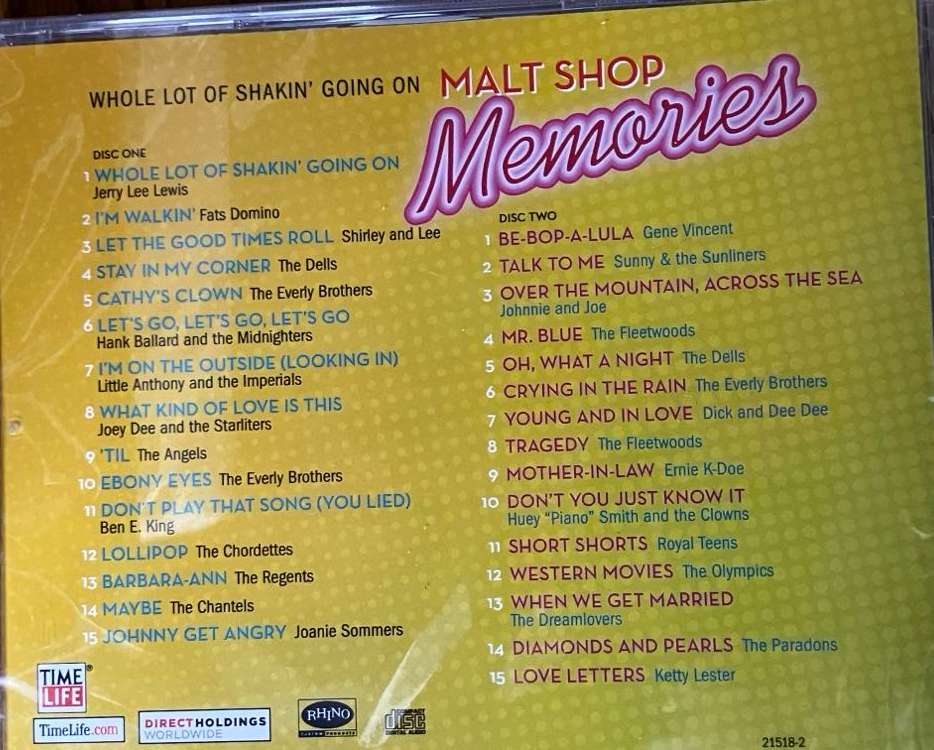 WHOLE LOT OF SHAKIN' GOING ON MALT SHOP
Memories
DISC ONE
1 WHOLE LOT OF SHAKIN' GOING ON
Jerry Lee Lewis
2 I'M WALKIN' Fats Domino
3 LET THE GOOD TIMES ROLL Shirley and Lee
4 STAY IN MY CORNER The Dells
5 CATHY'S CLOWN The Everly Brothers
6 LET'S GO, LET'S GO, LET'S GO
Hank Ballard and the Midnighters
7 I'M ON THE OUTSIDE (LOOKING IN)
Little Anthony and the Imperials
8 WHAT KIND OF LOVE IS THIS
Joey Dee and the Starliters
9 'TIL The Angels
10 EBONY EYES The Everly Brothers
11 DON'T PLAY THAT SONG (YOU LIED)
Ben E. King
12 LOLLIPOP The Chordettes
13 BARBARA-ANN The Regents
14 MAYBE The Chantels
15 JOHNNY GET ANGRY Joanie Sommers
DISC TWO
1 BE-BOP-A-LULA Gene Vincent
2 TALK TO ME Sunny & the Sunliners
3 OVER THE MOUNTAIN, ACROSS THE SEA
Johnnie and Joe
4 MR. BLUE The Fleetwoods
5 OH, WHAT A NIGHT The Dells
6 CRYING IN THE RAIN The Everly Brothers
7 YOUNG AND IN LOVE Dick and Dee Dee
8 TRAGEDY The Fleetwoods
9 MOTHER-IN-LAW Ernie K-Doe
10 DON'T YOU JUST KNOW IT
Huey "Piano" Smith and the Clowns
11 SHORT SHORTS Royal Teens
12 WESTERN MOVIES The Olympics
13 WHEN WE GET MARRIED
The Dreamlovers
14 DIAMONDS AND PEARLS The Paradons
15 LOVE LETTERS Ketty Lester
TIME
LIFE
®
TimeLife.com
DIRECT HOLDINGS
WORLDWIDE
RHINO
CUSTOM PRODUCTS
COMPACT
disc
DIGITAL AUDIO
21518-2